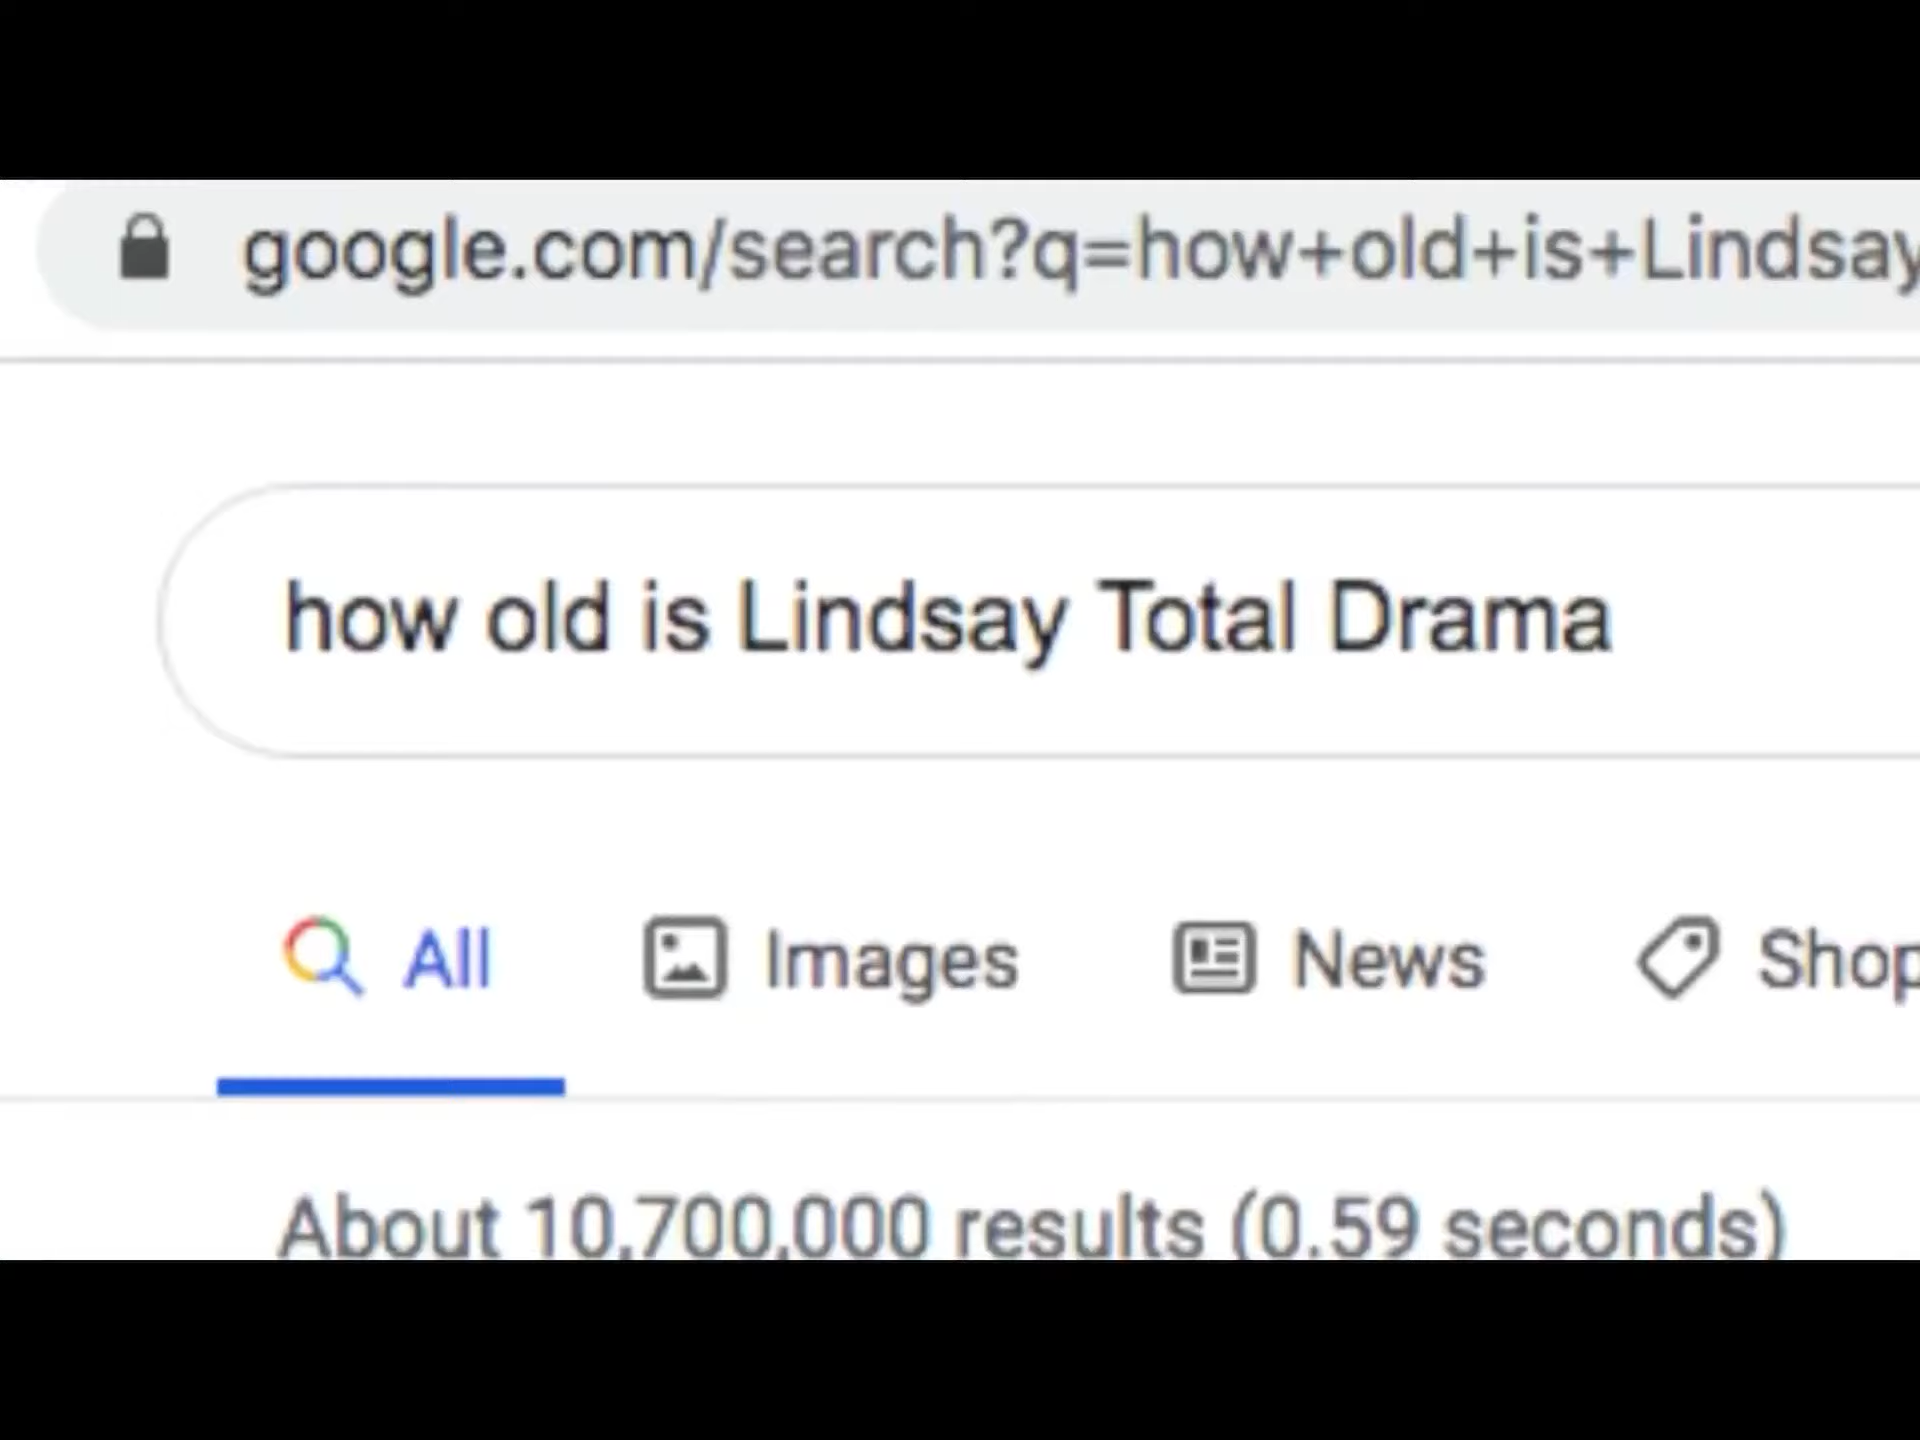 google.com/search?q=how+old+is+Lindsay
how old is Lindsay Total Drama
All Images News Shop
About 10,700,000 results (0.59 seconds)